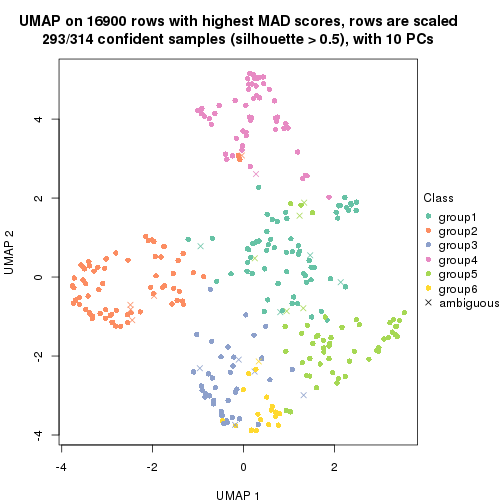 UMAP on 16900 rows with highest MAD scores, rows are scaled
293/314 confident samples (silhouette > 0.5), with 10 PCs
4
2
0
-2
-4
UMAP 2
-4
-2
0
2
UMAP 1
Class
group1
group2
group3
group4
group5
group6
ambiguous